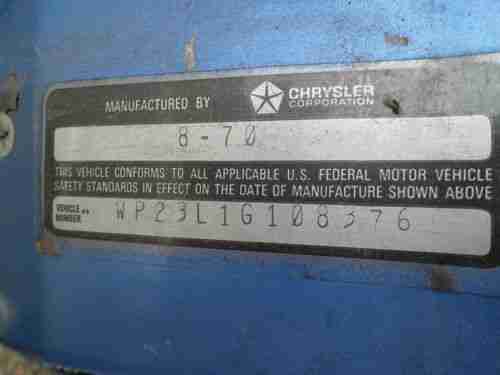 MANUFACTURED BY CHRYSLER
CORPORATION
8-70
THIS VEHICLE CONFORMS TO ALL APPLICABLE U.S. FEDERAL MOTOR VEHICLE
SAFETY STANDARDS IN EFFECT ON THE DATE OF MANUFACTURE SHOWN ABOVE
VEHICLE
NUMBER
WP23L1G108376